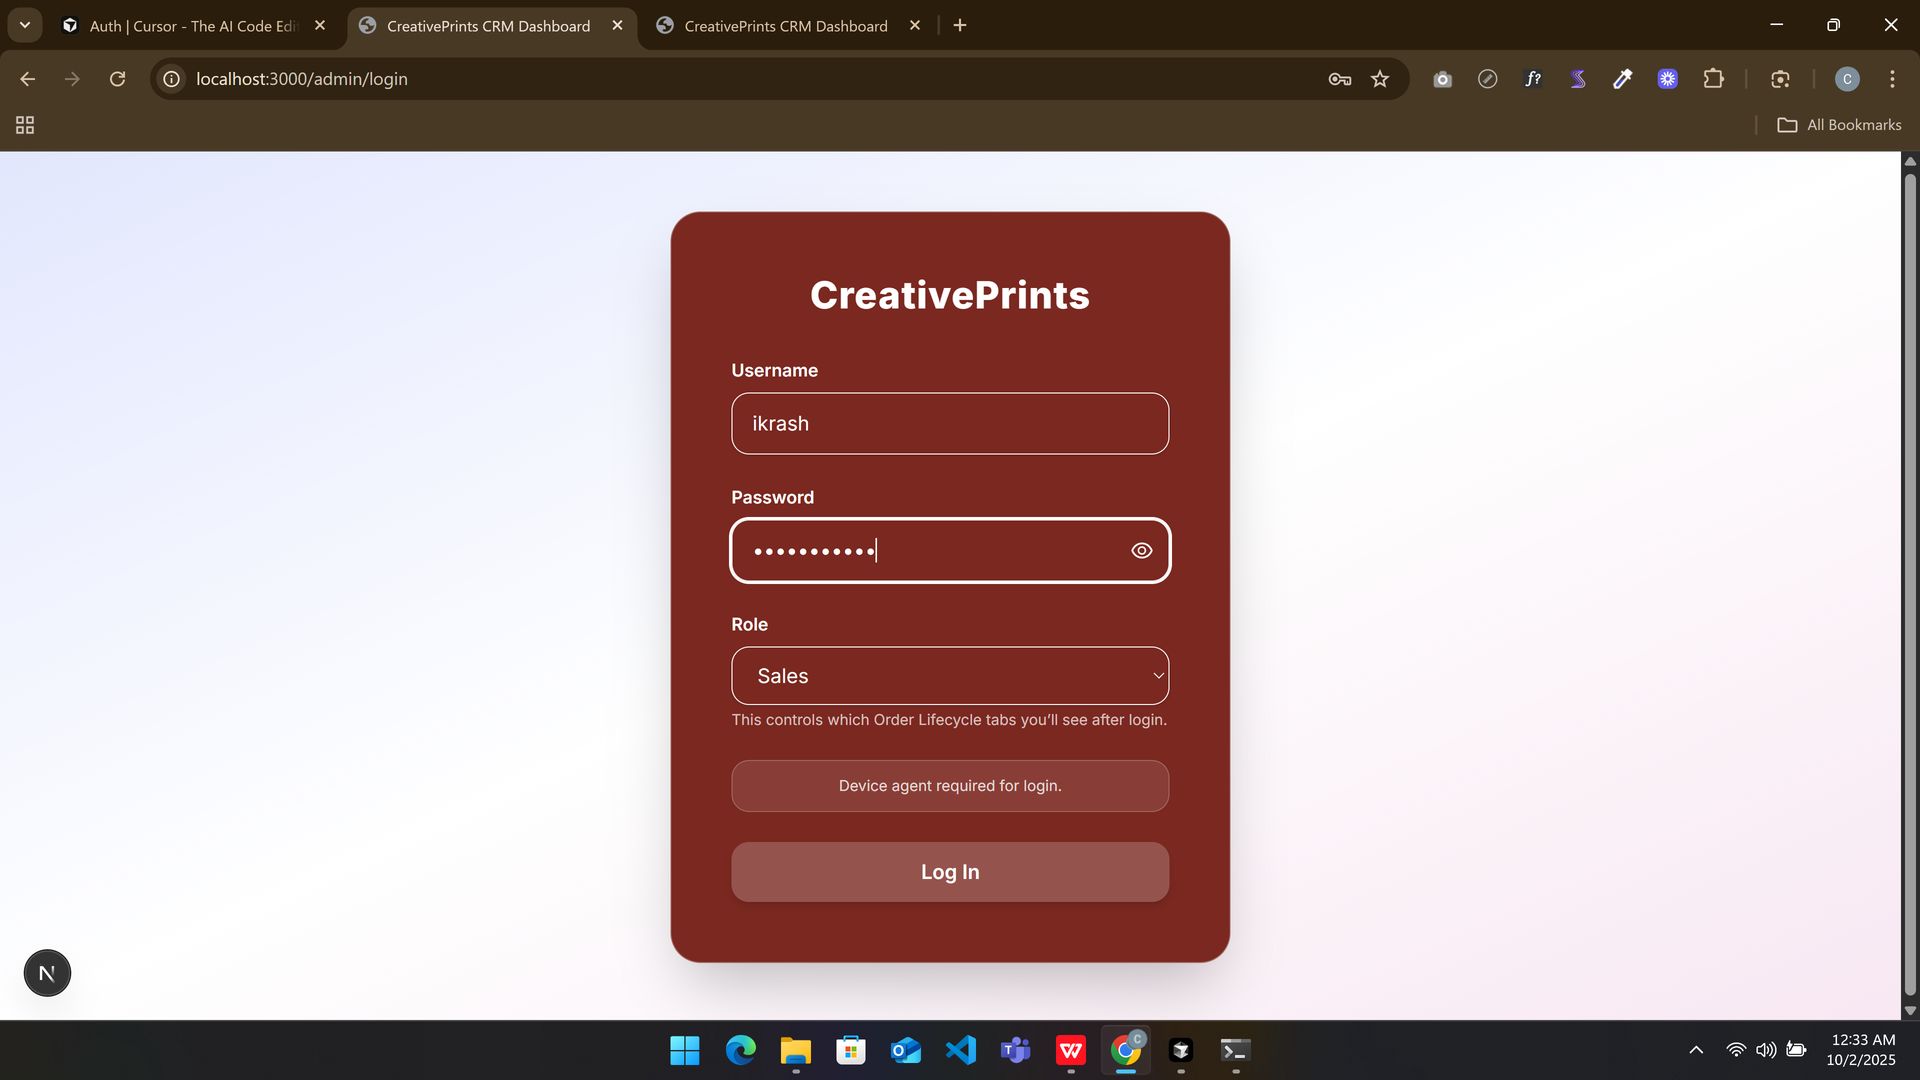 Auth | Cursor - The AI Code Edi
CreativePrints CRM Dashboard
CreativePrints CRM Dashboard
localhost:3000/admin/login
f?
C
All Bookmarks
CreativePrints
Username
ikrash
Password
•••••••••••
Role
Sales
This controls which Order Lifecycle tabs you’ll see after login.
Device agent required for login.
Log In
N
C
12:33 AM
10/2/2025